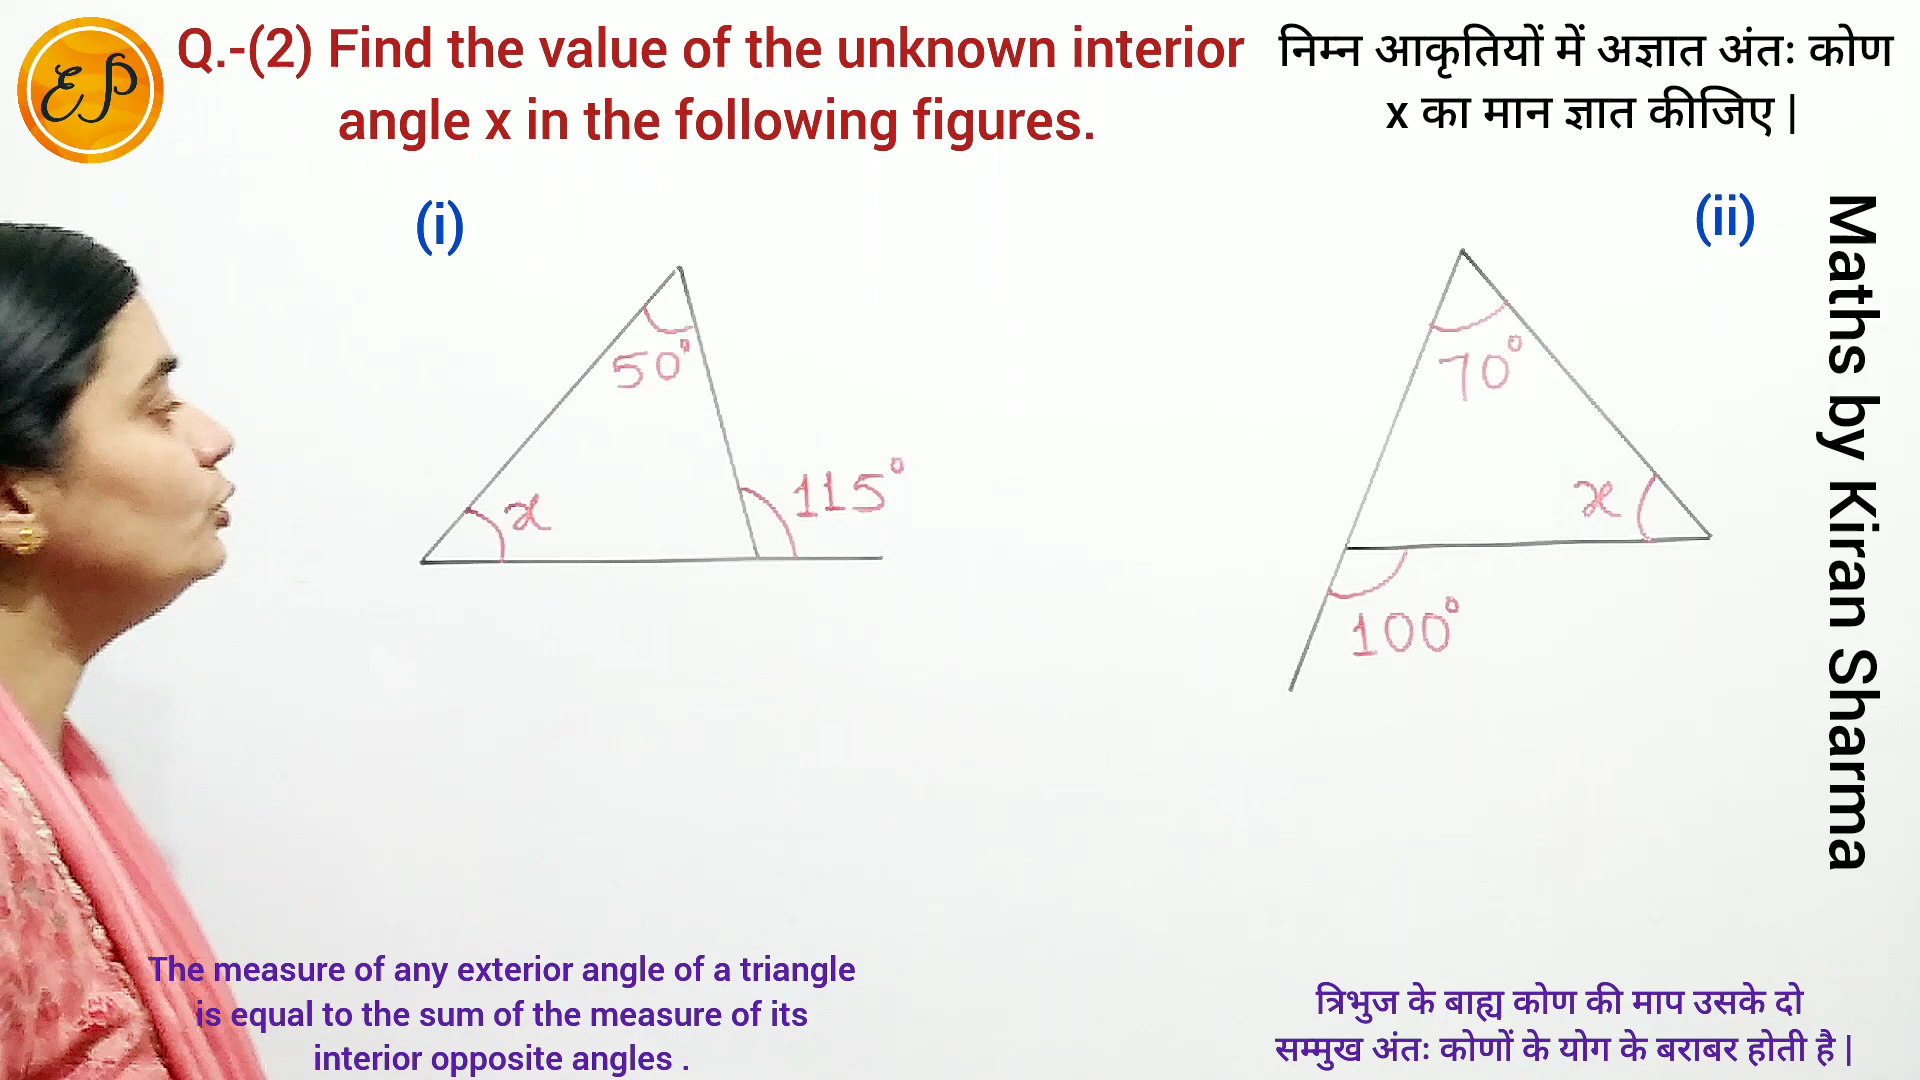 EP
Q.-(2) Find the value of the unknown interior
angle x in the following figures.
निम्न आकृतियों में अज्ञात अंतः कोण
x का मान ज्ञात कीजिए |
(i)
50°
x
115°
(ii)
70°
x
100°
Maths by Kiran Sharma
The measure of any exterior angle of a triangle
is equal to the sum of the measure of its
interior opposite angles .
त्रिभुज के बाह्य कोण की माप उसके दो
सम्मुख अंतः कोणों के योग के बराबर होती है |